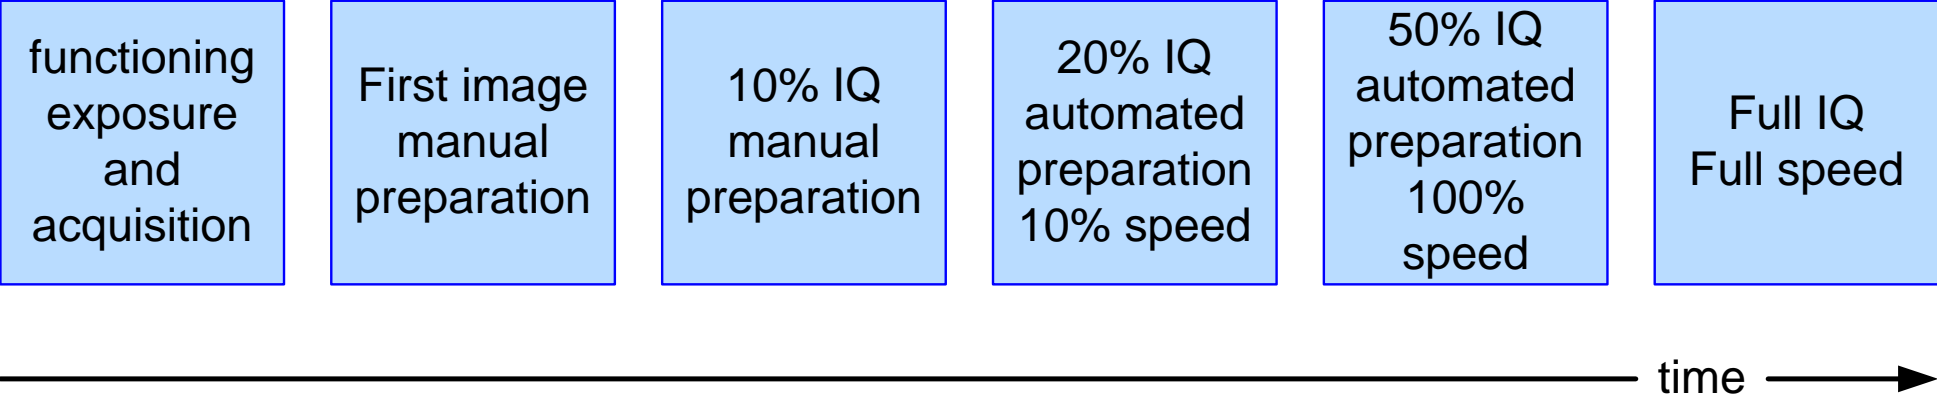 functioning
exposure
and
acquisition
First image
manual
preparation
10% IQ
manual
preparation
20% IQ
automated
preparation
10% speed
50% IQ
automated
preparation
100%
speed
Full IQ
Full speed
time